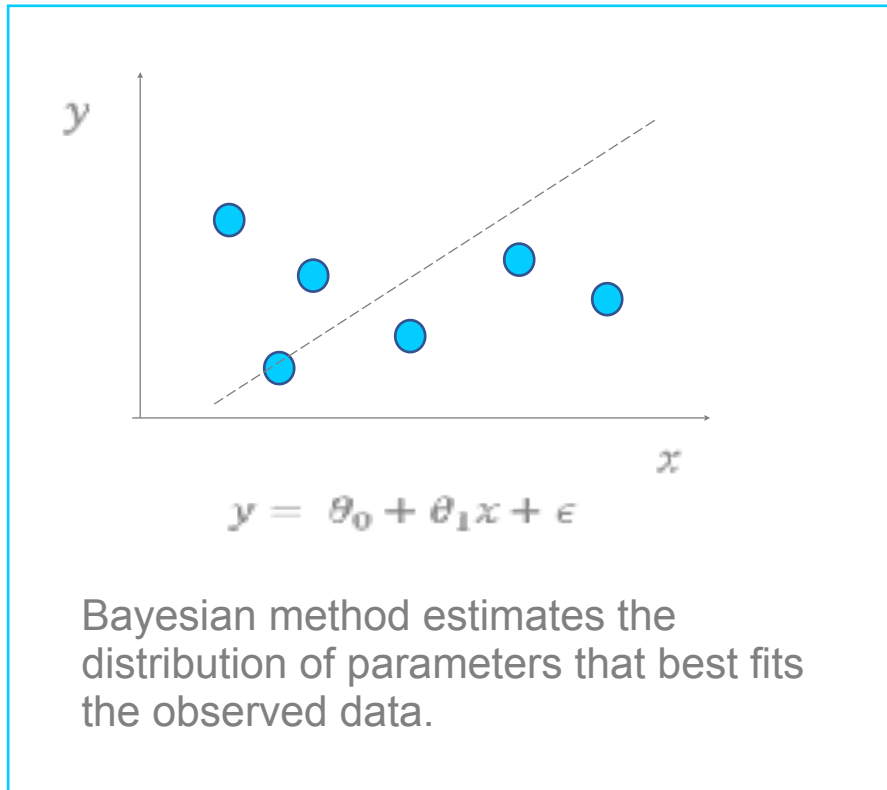 y
x
y = θ₀ + θ₁x + ϵ
Bayesian method estimates the
distribution of parameters that best fits
the observed data.